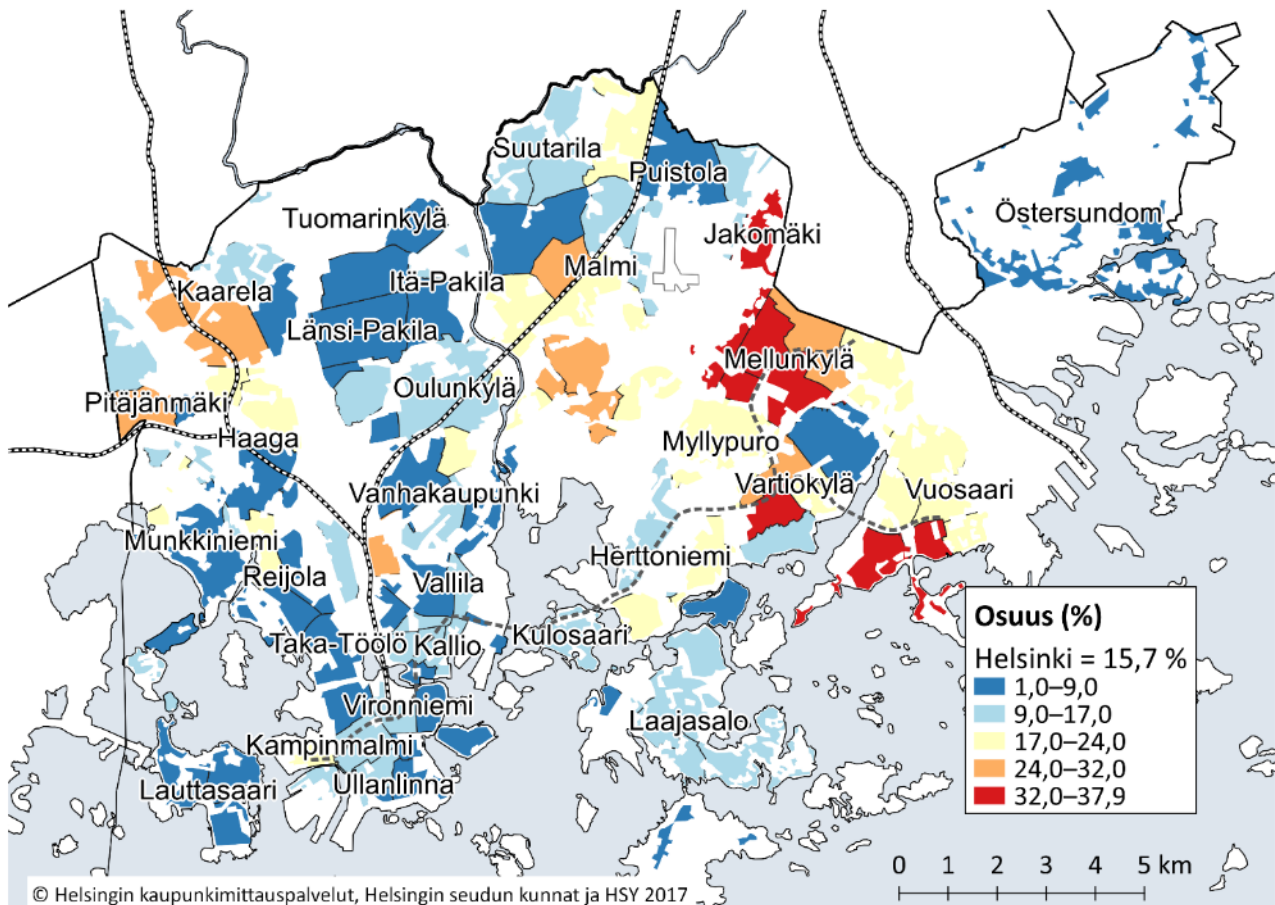 Suutarila
Puistola
Tuomarinkylä
Östersundom
Jakomäki
Malmi
Itä-Pakila
Kaarela
Länsi-Pakila
Mellunkylä
Oulunkylä
Pitäjänmäki
Haaga
Myllypuro
Vartiokylä
Vuosaari
Vanhakaupunki
Munkkiniemi
Herttoniemi
Reijola
Vallila
Kulosaari
Taka-Töölö
Kallio
Vironniemi
Laajasalo
Kampinmalmi
Lauttasaari
Ullanlinna
Osuus (%)
Helsinki = 15,7 %
1,0–9,0
9,0–17,0
17,0–24,0
24,0–32,0
32,0–37,9
0 1 2 3 4 5 km
© Helsingin kaupunkimittauspalvelut, Helsingin seudun kunnat ja HSY 2017